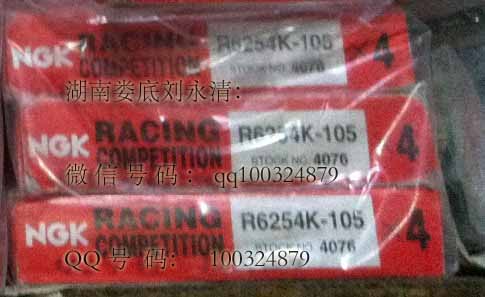 NGK RACING COMPETITION R6254K-105 STOCK NO. 4076 ×4
湖南娄底刘永清：
NGK RACING COMPETITION R6254K-105 STOCK NO. 4076 4
微信号码： qq100324879
NGK RACING COMPETITION R6254K-105 STOCK NO. 4076 4
QQ号码： 100324879